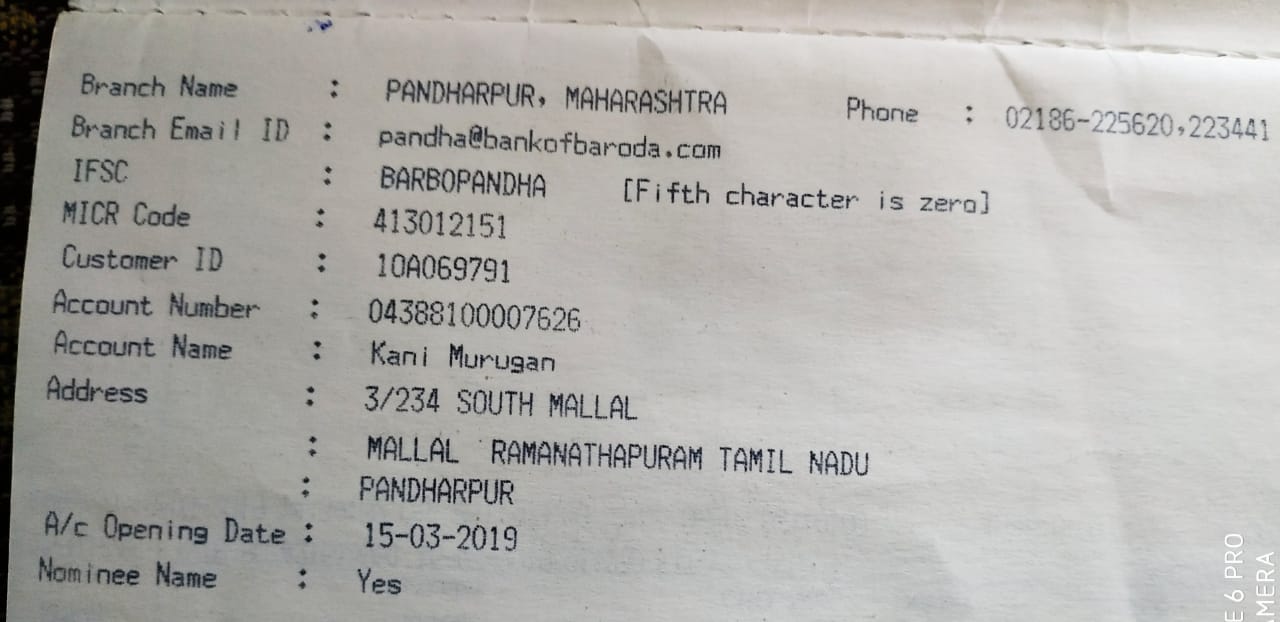 Branch Name : PANDHARPUR, MAHARASHTRA Phone : 02186-225620,223441
Branch Email ID : pandha@bankofbaroda.com
IFSC : BARB0PANDHA [Fifth character is zero]
MICR Code : 413012151
Customer ID : 10A069791
Account Number : 04388100007626
Account Name : Kani Murugan
Address : 3/234 SOUTH MALLAL
: MALLAL RAMANATHAPURAM TAMIL NADU
: PANDHARPUR
A/c Opening Date : 15-03-2019
Nominee Name : Yes
E 6 PRO
AMERA